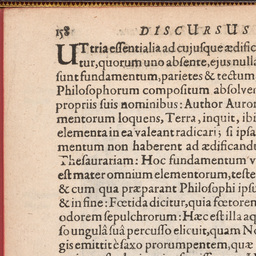 158 DISCURSUS
UT tria essentialia ad cujusque ædific
tur, quorum uno absente, ejus nulla
sunt fundamentum, parietes & tectum
Philosophorum compositum absolven
propriis suis nominibus: Author Auror
mentorum loquens, Terra, inquit, ibi
elementa in ea valeant radicari; si ipsa
mentum non haberent ad ædificandu
Thesaurariam: Hoc fundamentum v
est mater omnium elementorum, teste
& cum qua præparant Philosophi ipsu
& in fine: Fœtida dicitur, quia fœtorem
odorem sepulchrorum: Hæc est illa aq
so ungulâ suâ percusso elicuit, quam No
gis emittit è saxo prorumpentem, quæ